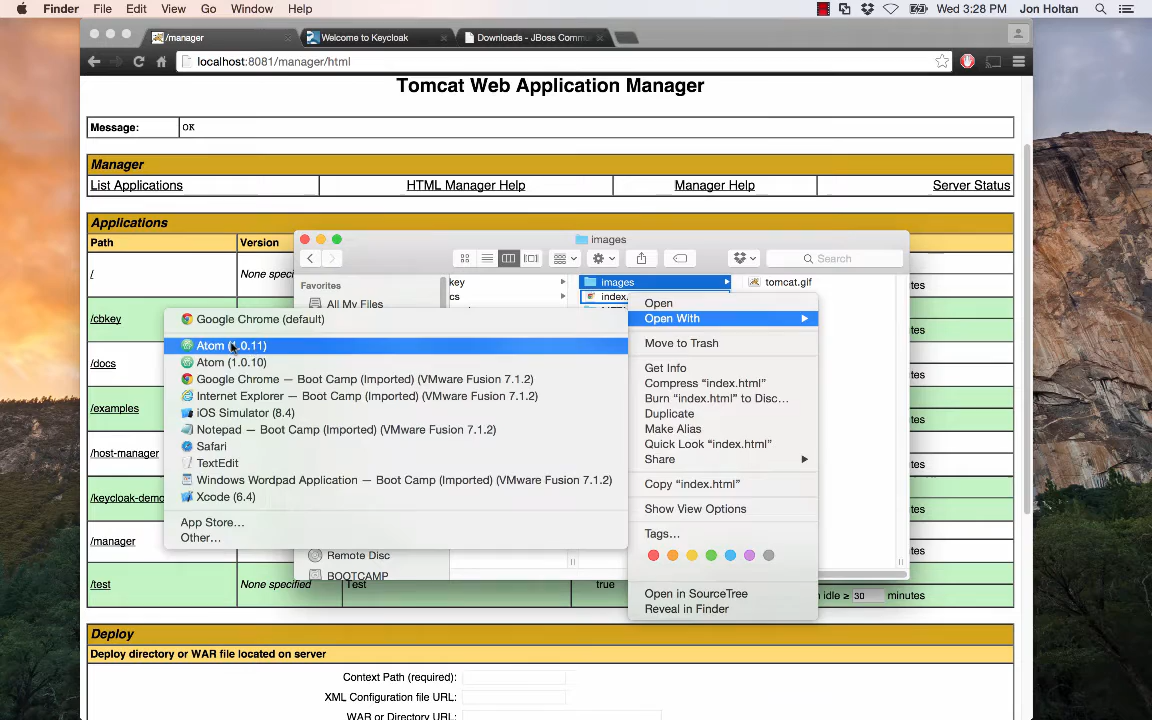 Finder File Edit View Go Window Help Wed 3:28 PM Jon Holtan
/manager Welcome to Keycloak Downloads - JBoss Commu
localhost:8081/manager/html
Tomcat Web Application Manager
Message: OK
Manager
List Applications HTML Manager Help Manager Help Server Status
Applications
Path Version
/ None speci
/cbkey
/docs
/examples
/host-manager
/keycloak-demo
/manager
/test None specified Test true idle ≥ 30 minutes
Deploy
Deploy directory or WAR file located on server
Context Path (required):
XML Configuration file URL:
WAR or Directory URL:
images
Search
Favorites
All My Files
Remote Disc
BOOTCAMP
key
cs
images
index.
tomcat.gif
Open
Open With
Move to Trash
Get Info
Compress “index.html”
Burn “index.html” to Disc…
Duplicate
Make Alias
Quick Look “index.html”
Share
Copy “index.html”
Show View Options
Tags…
Open in SourceTree
Reveal in Finder
Google Chrome (default)
Atom (1.0.11)
Atom (1.0.10)
Google Chrome — Boot Camp (Imported) (VMware Fusion 7.1.2)
Internet Explorer — Boot Camp (Imported) (VMware Fusion 7.1.2)
iOS Simulator (8.4)
Notepad — Boot Camp (Imported) (VMware Fusion 7.1.2)
Safari
TextEdit
Windows Wordpad Application — Boot Camp (Imported) (VMware Fusion 7.1.2)
Xcode (6.4)
App Store…
Other…